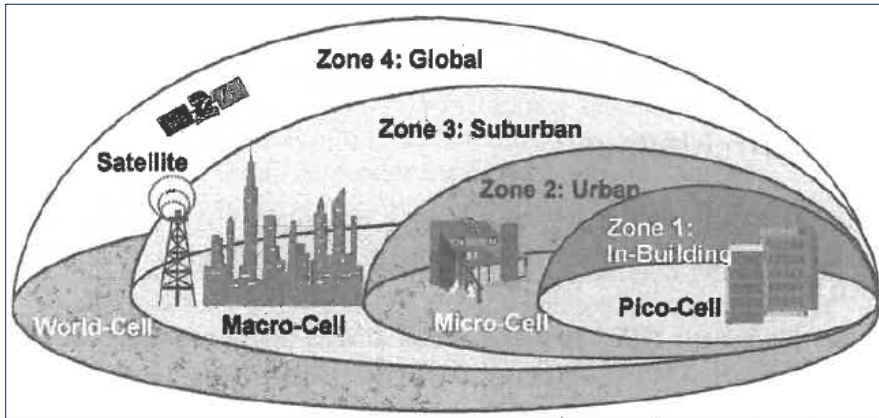 Zone 4: Global
Zone 3: Suburban
Satellite
Zone 2: Urban
Zone 1:
In-Building
World-Cell
Macro-Cell
Micro-Cell
Pico-Cell